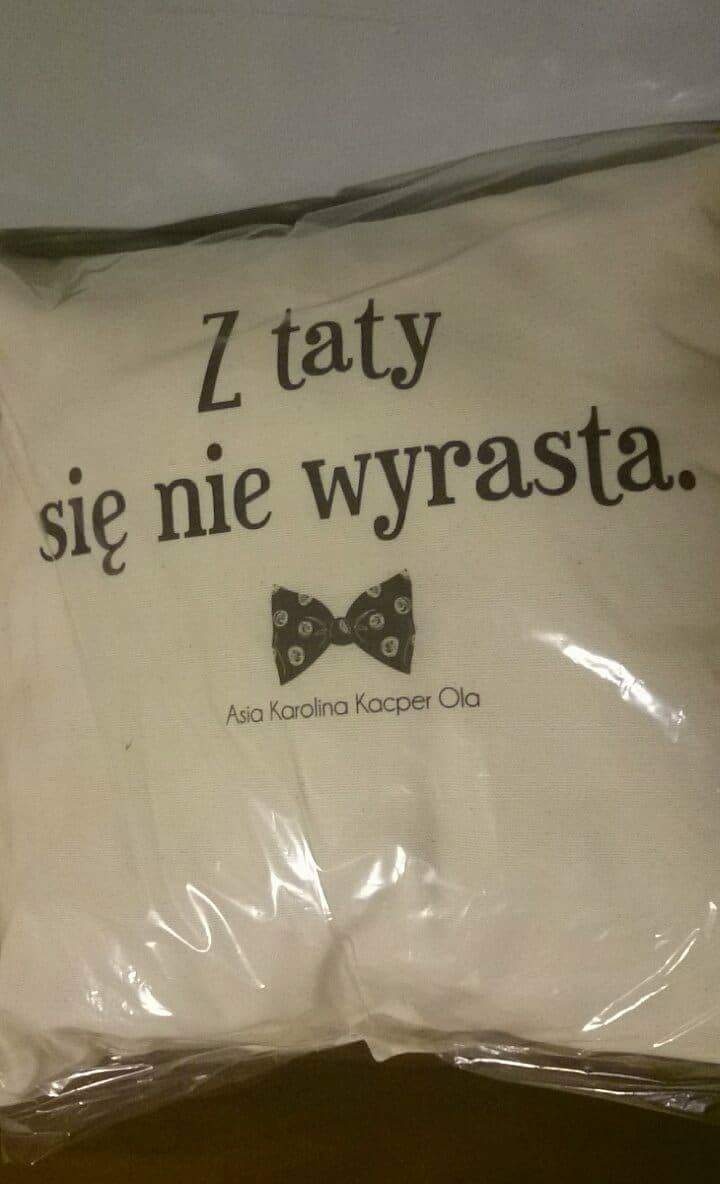 Z taty
się nie wyrasta.
Asia Karolina Kacper Ola